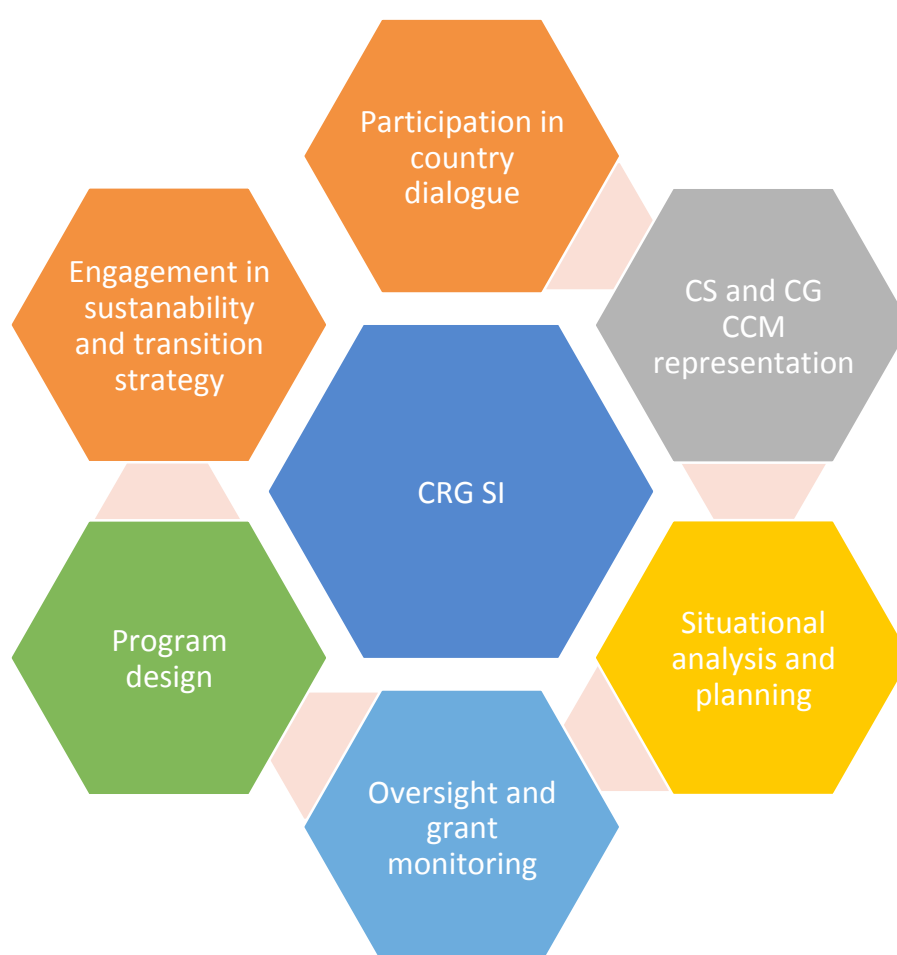 Participation in
country
dialogue
Engagement in
sustanability
and transition
strategy
CS and CG
CCM
representation
CRG SI
Program
design
Situational
analysis and
planning
Oversight and
grant
monitoring